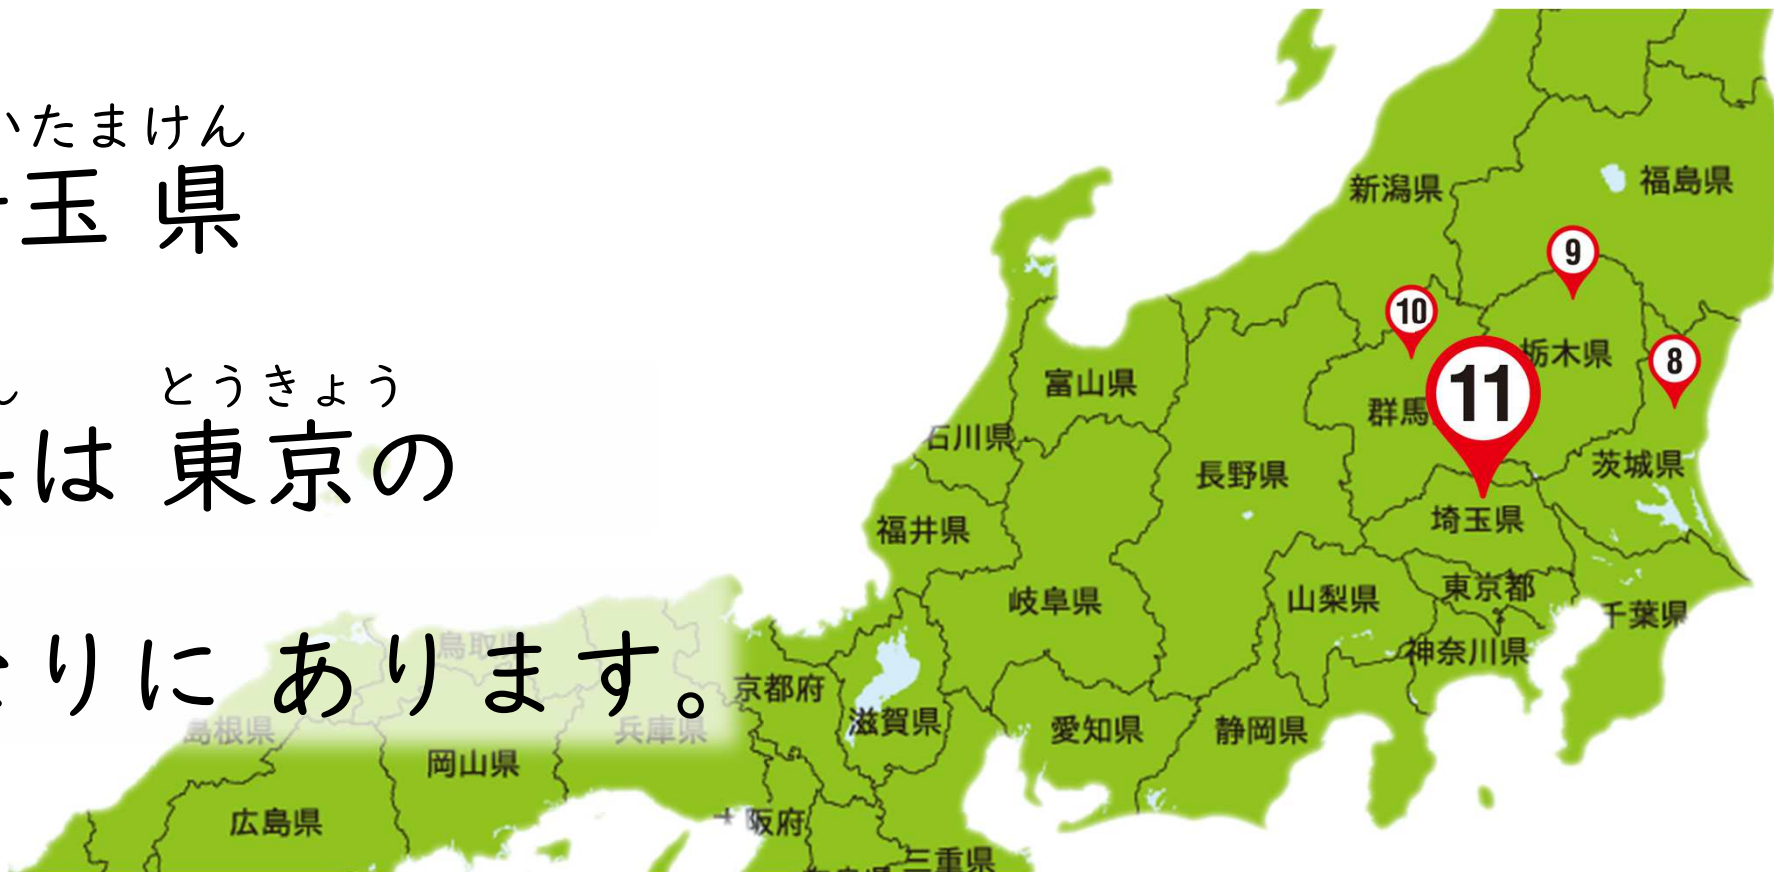 いたまけん
玉県
とうきょう
は 東京の
りに あります。
新潟県
福島県
9
10
栃木県
8
11
富山県
群馬
石川県
長野県
茨城県
福井県
埼玉県
岐阜県
山梨県
東京都
千葉県
鳥取県
神奈川県
京都府
滋賀県
愛知県
静岡県
島根県
兵庫県
岡山県
広島県
阪府
三重県